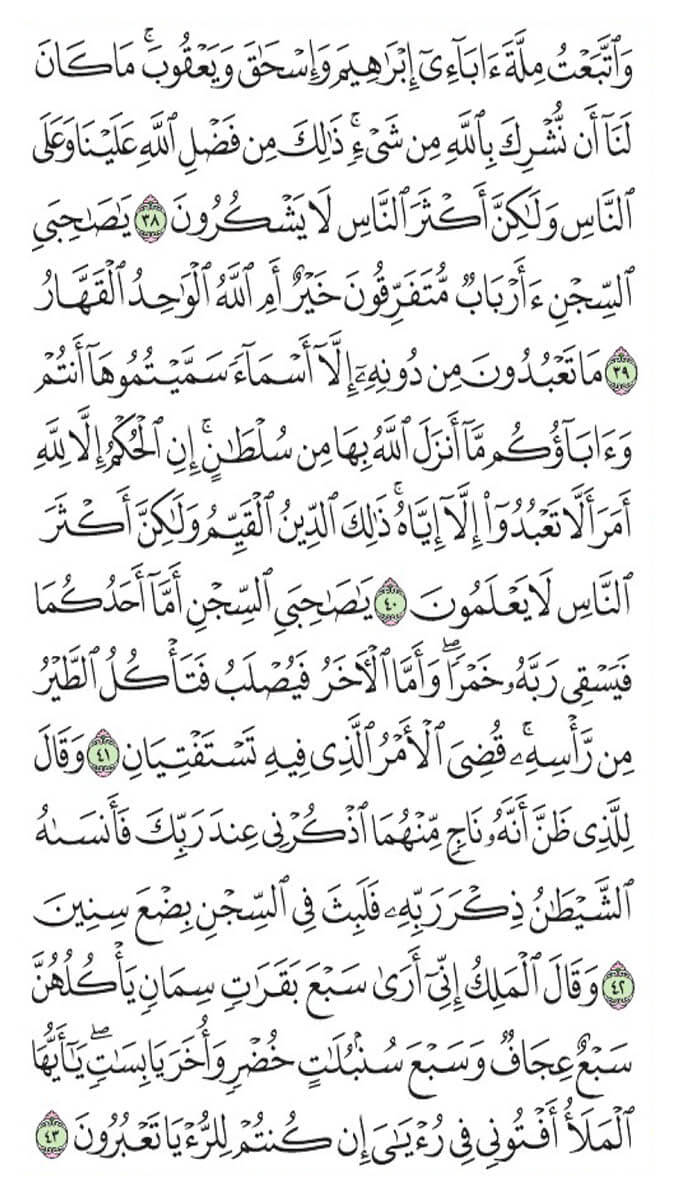 وَٱتَّبَعْتُ مِلَّةَ ءَابَآءِىٓ إِبْرَٰهِيمَ وَإِسْحَٰقَ وَيَعْقُوبَ ۚ مَا كَانَ
لَنَآ أَن نُّشْرِكَ بِٱللَّهِ مِن شَىْءٍ ۚ ذَٰلِكَ مِن فَضْلِ ٱللَّهِ عَلَيْنَا وَعَلَى
ٱلنَّاسِ وَلَٰكِنَّ أَكْثَرَ ٱلنَّاسِ لَا يَشْكُرُونَ ٣٨ يَٰصَٰحِبَىِ
ٱلسِّجْنِ ءَأَرْبَابٌ مُّتَفَرِّقُونَ خَيْرٌ أَمِ ٱللَّهُ ٱلْوَٰحِدُ ٱلْقَهَّارُ
٣٩ مَا تَعْبُدُونَ مِن دُونِهِۦٓ إِلَّآ أَسْمَآءً سَمَّيْتُمُوهَآ أَنتُمْ
وَءَابَآؤُكُم مَّآ أَنزَلَ ٱللَّهُ بِهَا مِن سُلْطَٰنٍ ۚ إِنِ ٱلْحُكْمُ إِلَّا لِلَّهِ
أَمَرَ أَلَّا تَعْبُدُوٓا۟ إِلَّآ إِيَّاهُ ۚ ذَٰلِكَ ٱلدِّينُ ٱلْقَيِّمُ وَلَٰكِنَّ أَكْثَرَ
ٱلنَّاسِ لَا يَعْلَمُونَ ٤٠ يَٰصَٰحِبَىِ ٱلسِّجْنِ أَمَّآ أَحَدُكُمَا
فَيَسْقِى رَبَّهُۥ خَمْرًا ۖ وَأَمَّا ٱلْءَاخَرُ فَيُصْلَبُ فَتَأْكُلُ ٱلطَّيْرُ
مِن رَّأْسِهِۦ ۚ قُضِىَ ٱلْأَمْرُ ٱلَّذِى فِيهِ تَسْتَفْتِيَانِ ٤١ وَقَالَ
لِلَّذِى ظَنَّ أَنَّهُۥ نَاجٍ مِّنْهُمَا ٱذْكُرْنِى عِندَ رَبِّكَ فَأَنسَىٰهُ
ٱلشَّيْطَٰنُ ذِكْرَ رَبِّهِۦ فَلَبِثَ فِى ٱلسِّجْنِ بِضْعَ سِنِينَ
٤٢ وَقَالَ ٱلْمَلِكُ إِنِّىٓ أَرَىٰ سَبْعَ بَقَرَٰتٍ سِمَانٍ يَأْكُلُهُنَّ
سَبْعٌ عِجَافٌ وَسَبْعَ سُنۢبُلَٰتٍ خُضْرٍ وَأُخَرَ يَابِسَٰتٍ ۖ يَٰٓأَيُّهَا
ٱلْمَلَأُ أَفْتُونِى فِى رُءْيَٰىَ إِن كُنتُمْ لِلرُّءْيَا تَعْبُرُونَ ٤٣